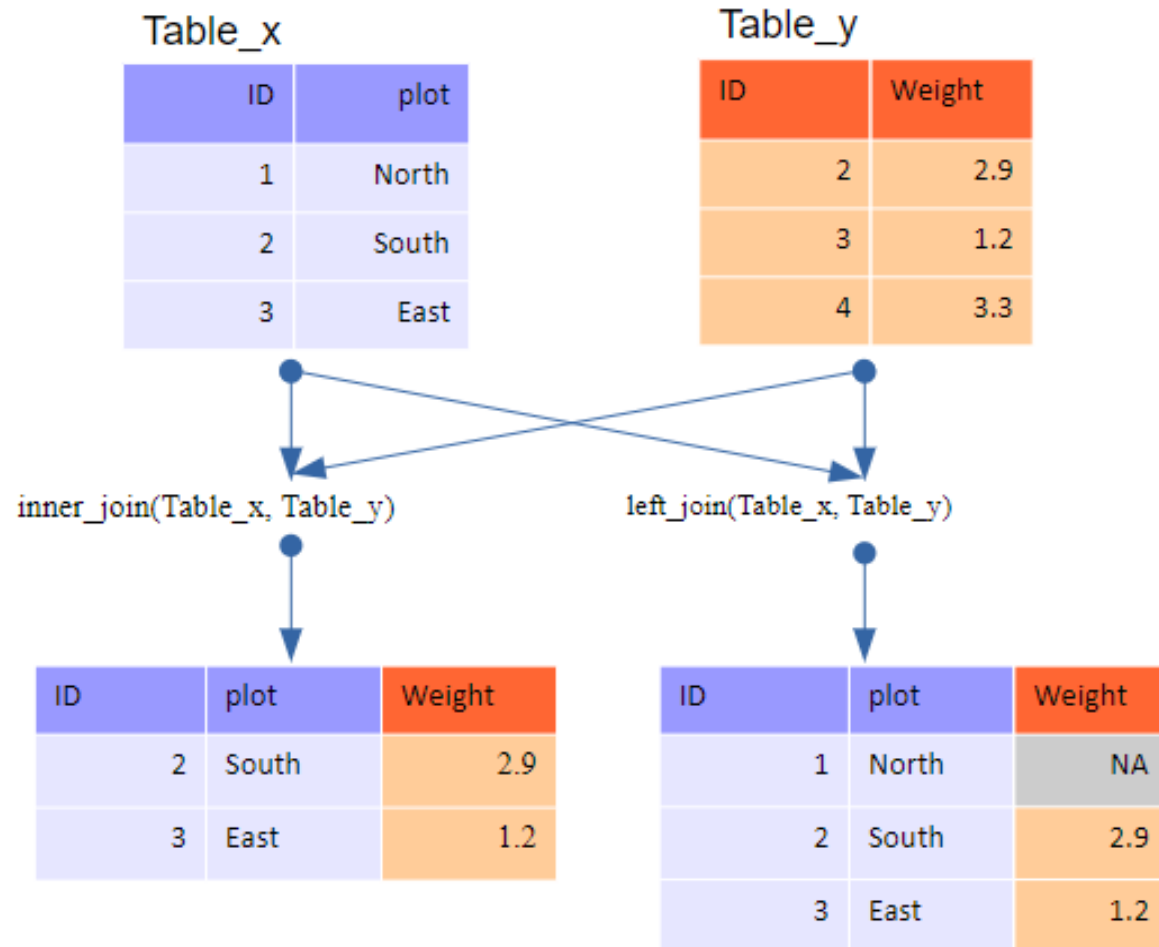 Table_x
ID plot
1 North
2 South
3 East
Table_y
ID Weight
2 2.9
3 1.2
4 3.3
inner_join(Table_x, Table_y)
left_join(Table_x, Table_y)
ID plot Weight
2 South 2.9
3 East 1.2
ID plot Weight
1 North NA
2 South 2.9
3 East 1.2